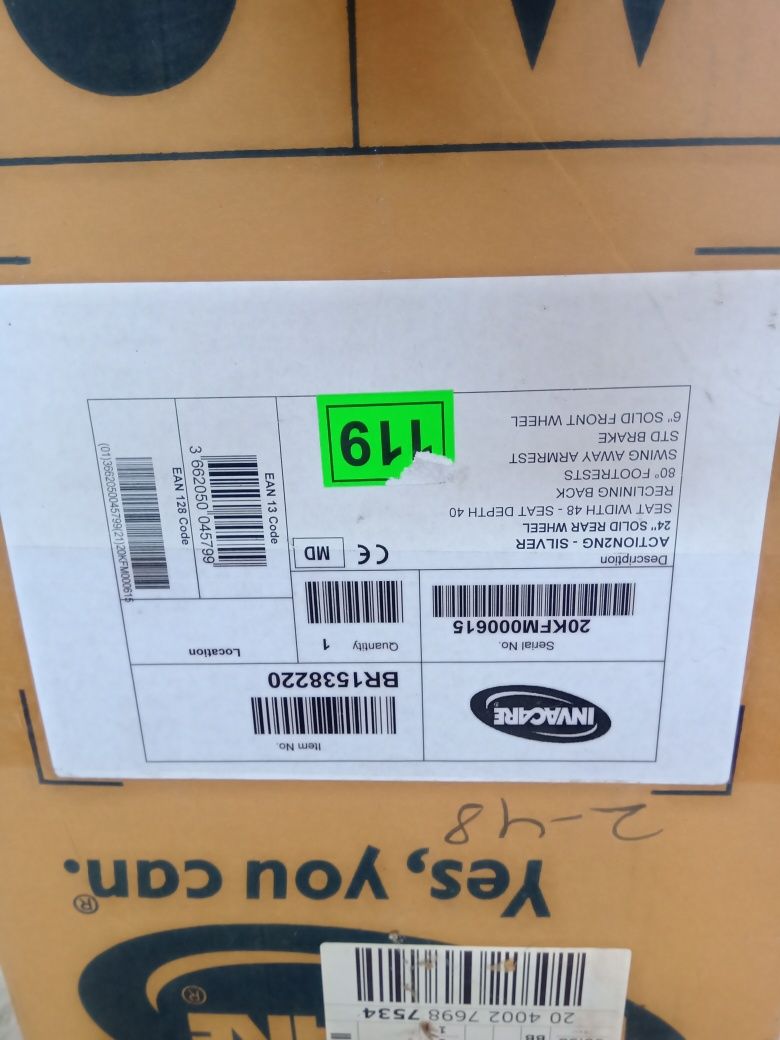 20 4002 7698 7534
INVACARE®
Yes, you can.®
2-48
INVACARE®
Item No.
BR1538220
Serial No.
20KFM000615
Quantity 1
Location
Description
ACTION2NG - SILVER
24" SOLID REAR WHEEL
SEAT WIDTH 48 - SEAT DEPTH 40
RECLINING BACK
80° FOOTRESTS
SWING AWAY ARMREST
STD BRAKE
6" SOLID FRONT WHEEL
CE MD
119
EAN 13 Code
3 662050 045799
EAN 128 Code
(01)3662050045799(21)20KFM000615